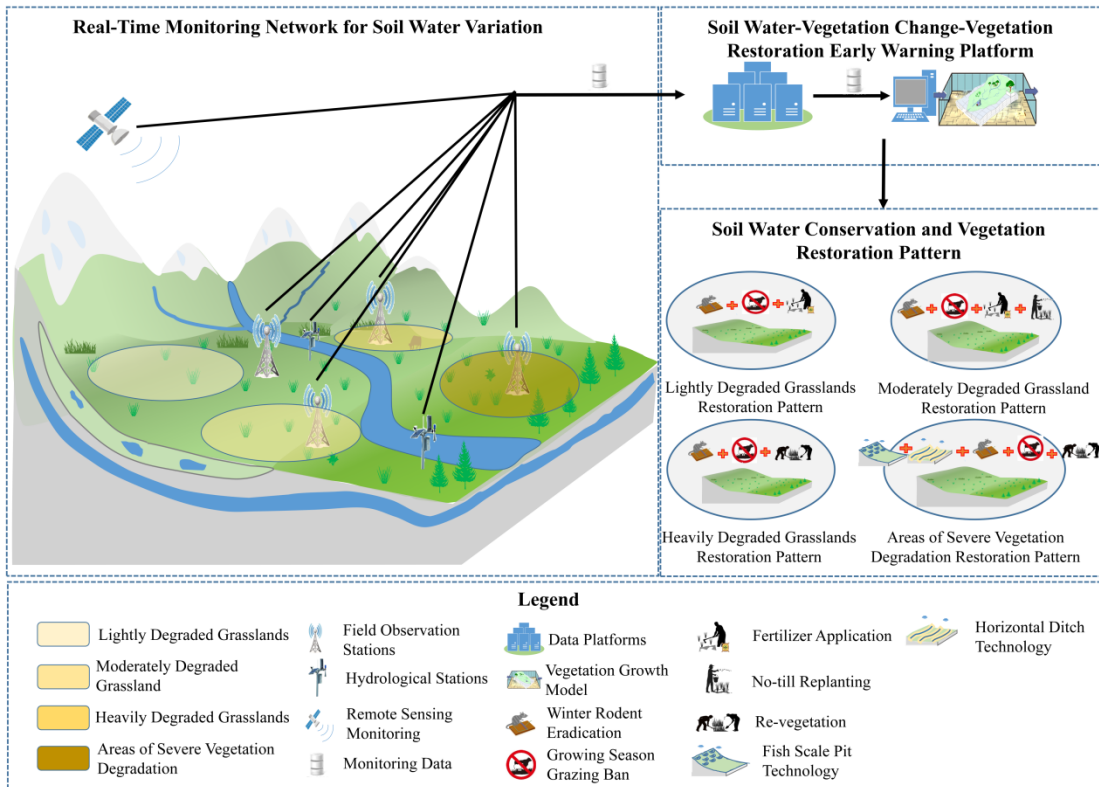 Real-Time Monitoring Network for Soil Water Variation
Soil Water-Vegetation Change-Vegetation
Restoration Early Warning Platform
Soil Water Conservation and Vegetation
Restoration Pattern
Lightly Degraded Grasslands
Restoration Pattern
Moderately Degraded Grassland
Restoration Pattern
Heavily Degraded Grasslands
Restoration Pattern
Areas of Severe Vegetation
Degradation Restoration Pattern
Legend
Lightly Degraded Grasslands
Moderately Degraded
Grassland
Heavily Degraded Grasslands
Areas of Severe Vegetation
Degradation
Field Observation
Stations
Hydrological Stations
Remote Sensing
Monitoring
Monitoring Data
Data Platforms
Vegetation Growth
Model
Winter Rodent
Eradication
Growing Season
Grazing Ban
Fertilizer Application
No-till Replanting
Re-vegetation
Fish Scale Pit
Technology
Horizontal Ditch
Technology